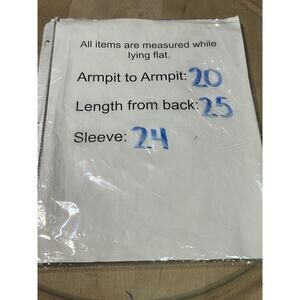 All items are measured while
lying flat.
Armpit to Armpit: 20
Length from back: 25
Sleeve: 24